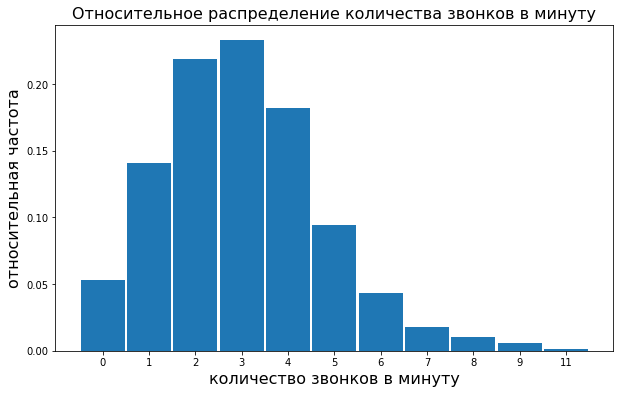 Относительное распределение количества звонков в минуту
относительная частота
0.20
0.15
0.10
0.05
0.00
0 1 2 3 4 5 6 7 8 9 11
количество звонков в минуту